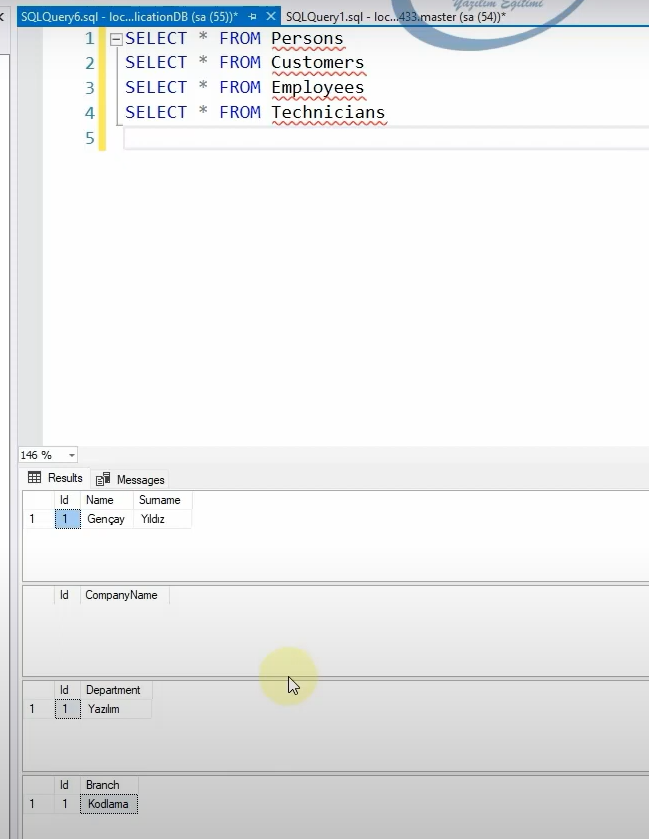 SQLQuery6.sql - loc...licationDB (sa (55))* SQLQuery1.sql - loc...433.master (sa (54))*
Yazılım Eğitimi
1 SELECT * FROM Persons
2 SELECT * FROM Customers
3 SELECT * FROM Employees
4 SELECT * FROM Technicians
5
146 %
Results Messages
Id Name Surname
1 1 Gençay Yıldız
Id CompanyName
Id Department
1 1 Yazılım
Id Branch
1 1 Kodlama